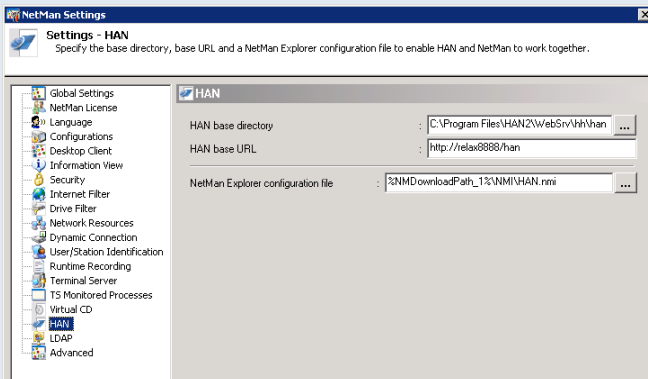 NetMan Settings
Settings - HAN
Specify the base directory, base URL and a NetMan Explorer configuration file to enable HAN and NetMan to work together.
Global Settings
NetMan License
Language
Configurations
Desktop Client
Information View
Security
Internet Filter
Drive Filter
Network Resources
Dynamic Connection
User/Station Identification
Runtime Recording
Terminal Server
TS Monitored Processes
Virtual CD
HAN
LDAP
Advanced
HAN
HAN base directory : C:\Program Files\HAN2\WebSrv\hh\han ...
HAN base URL : http://relax8888/han
NetMan Explorer configuration file : %NMDownloadPath_1%\NMI\HAN.nmi ...